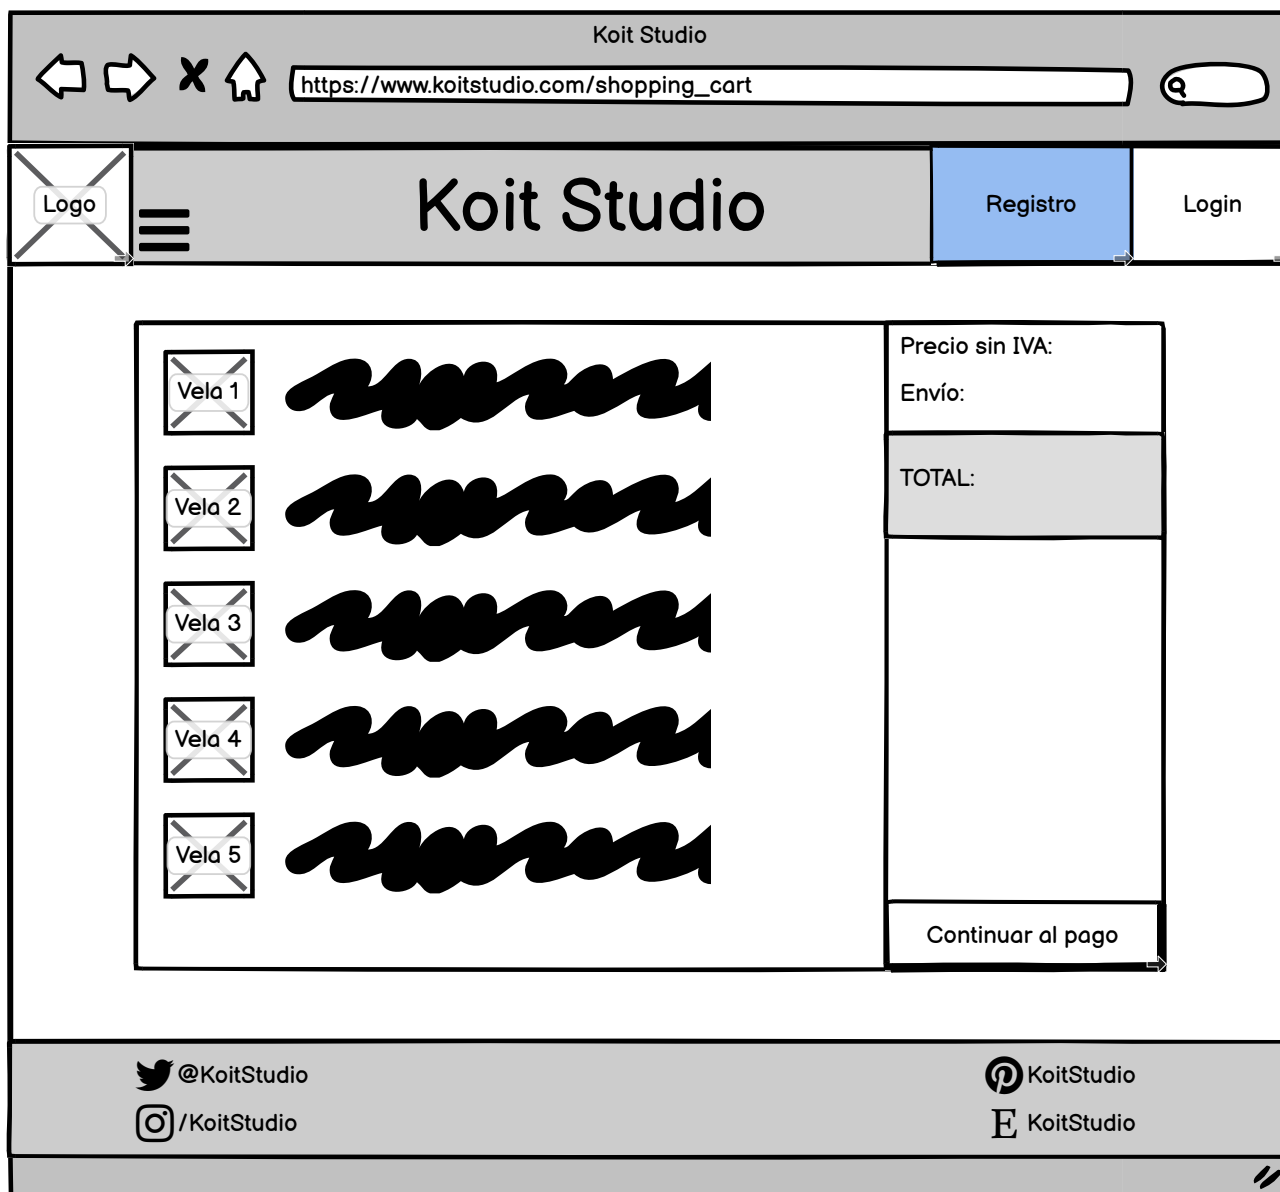 Koit Studio
https://www.koitstudio.com/shopping_cart
Logo
Koit Studio
Registro
Login
Vela 1
Vela 2
Vela 3
Vela 4
Vela 5
Precio sin IVA:
Envío:
TOTAL:
Continuar al pago
@KoitStudio
/KoitStudio
KoitStudio
E KoitStudio